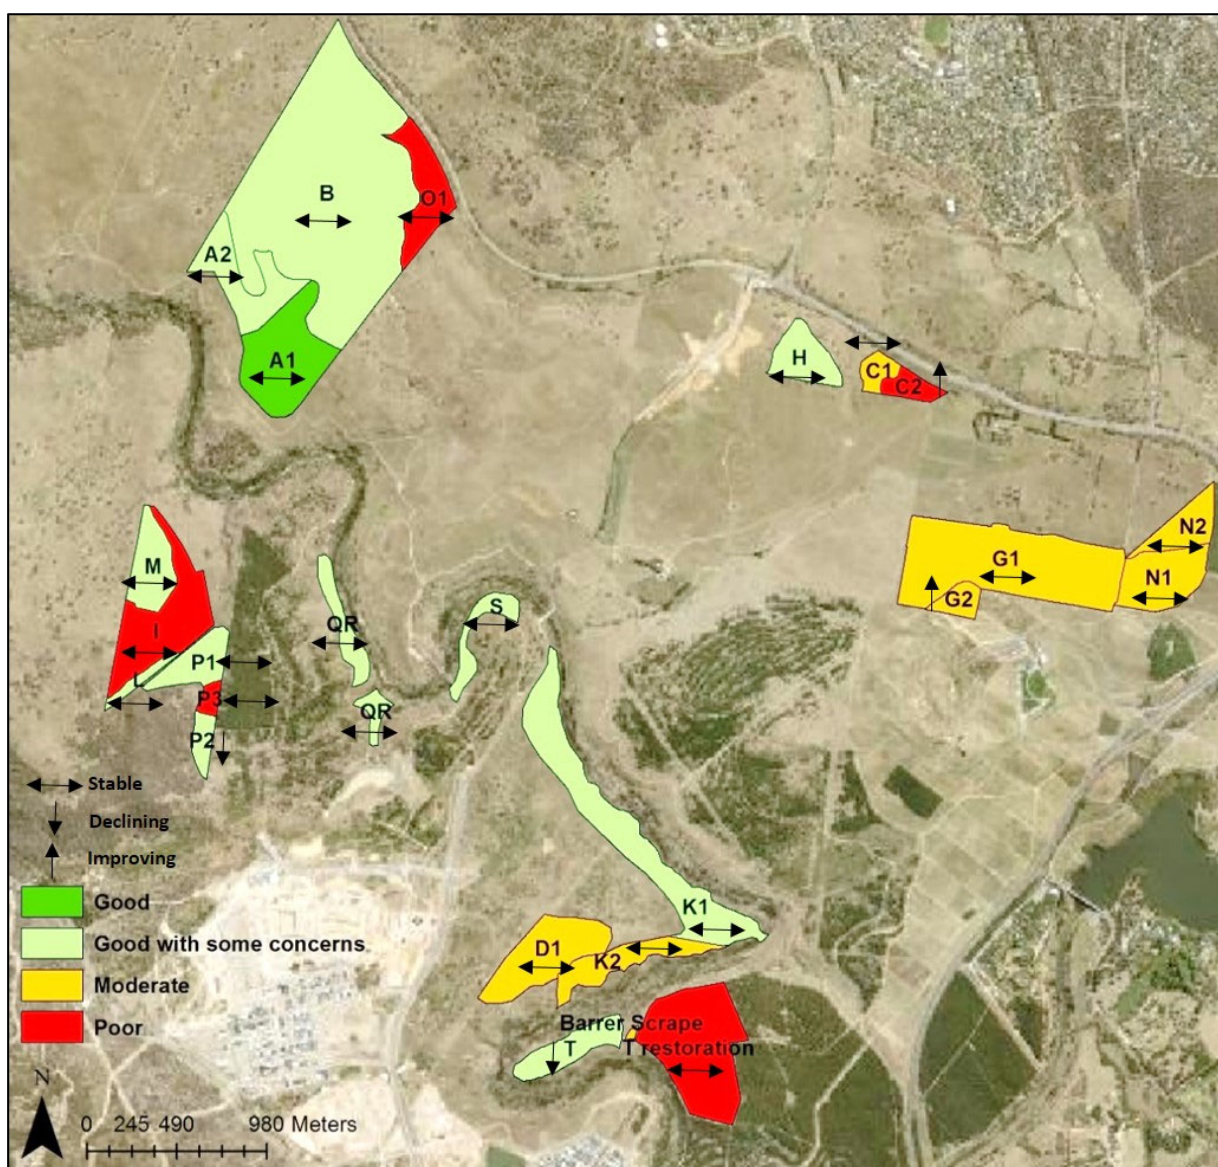 B
O1
A2
A1
H
C1
C2
N2
G1
N1
G2
M
S
QR
I
P1
L
P3
QR
P2
Stable
Declining
Improving
Good
K1
Good with some concerns
D1
K2
Moderate
Poor
Barrer Scrape
T
T restoration
N
0 245 490 980 Meters